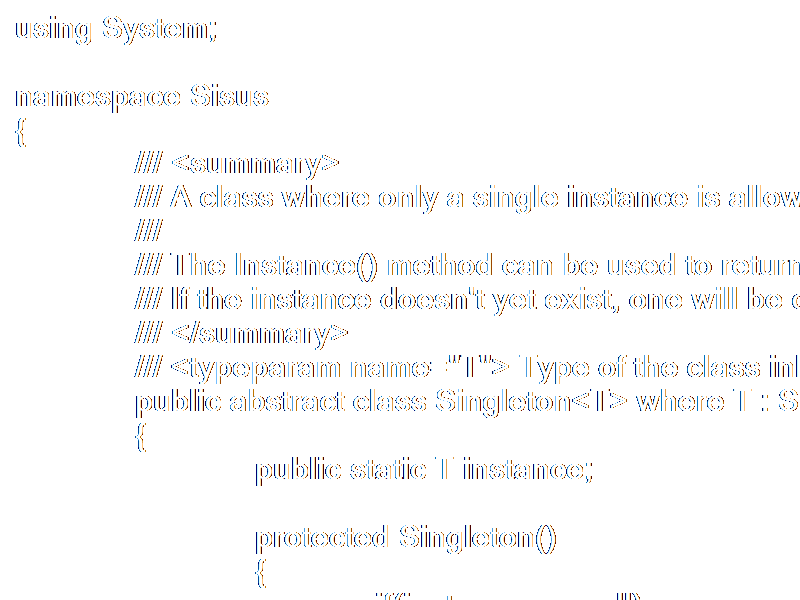 using System;

namespace Sisus
{
/// <summary>
/// A class where only a single instance is allow
///
/// The Instance() method can be used to return
/// If the instance doesn't yet exist, one will be
/// </summary>
/// <typeparam name="T"> Type of the class
public abstract class Singleton<T> where T : S
{
public static T instance;

protected Singleton()
{